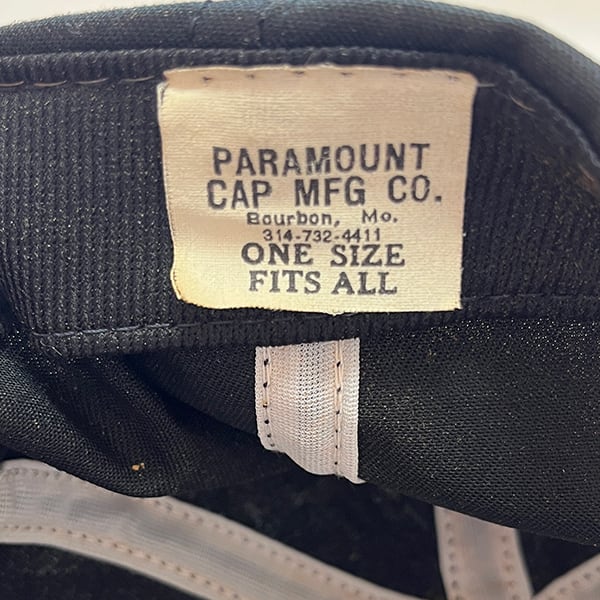 PARAMOUNT
CAP MFG CO.
Bourbon, Mo.
314-732-4411
ONE SIZE
FITS ALL